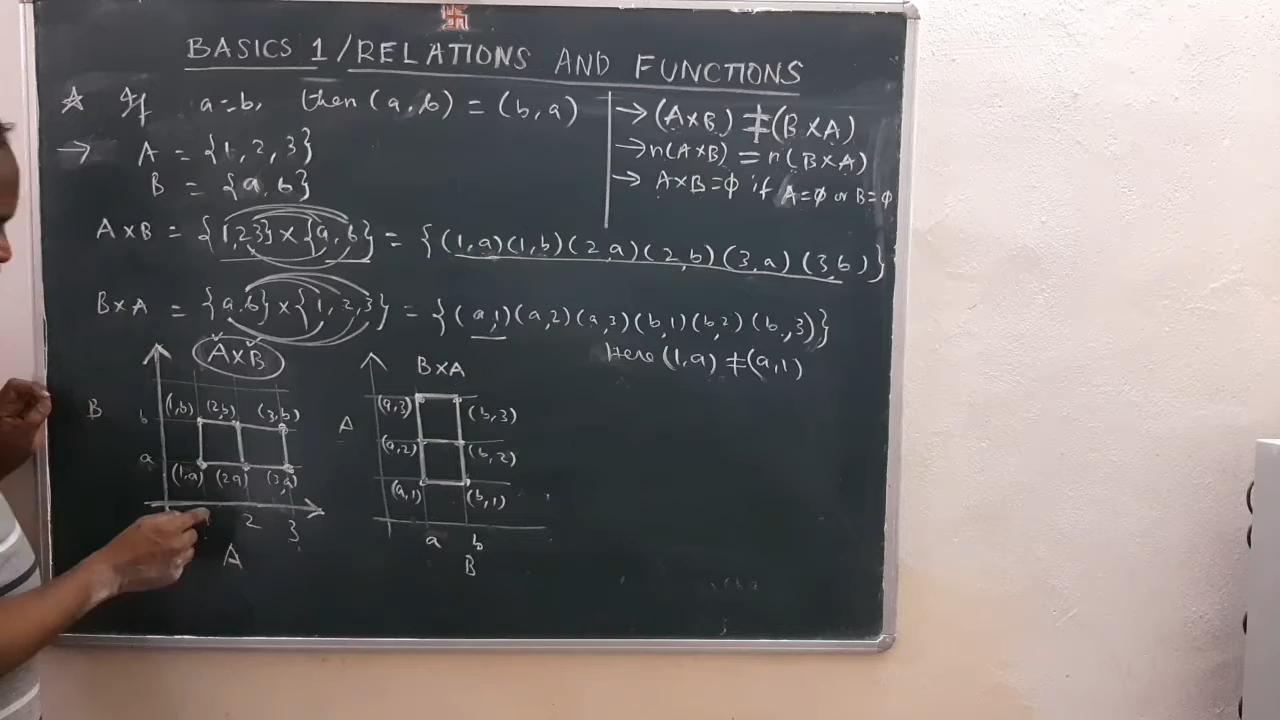 BASICS 1 / RELATIONS AND FUNCTIONS
☆ If a=b, then (a, b) = (b, a)
→ A = {1, 2, 3}
B = {a, b}
→ (A×B) ≠ (B×A)
→ n(A×B) = n(B×A)
→ A×B=ϕ if A=ϕ or B=ϕ
A×B = {1,2,3} × {a, b} = {(1,a)(1,b)(2,a)(2,b)(3,a)(3,b)}
B×A = {a,b} × {1,2,3} = {(a,1)(a,2)(a,3)(b,1)(b,2)(b,3)}
Here (1,a) ≠ (a,1)
A×B
B
b (1,b) (2,b) (3,b)
a (1,a) (2,a) (3,a)
2 3
A
B×A
A
(a,3) (b,3)
(a,2) (b,2)
(a,1) (b,1)
a b
B